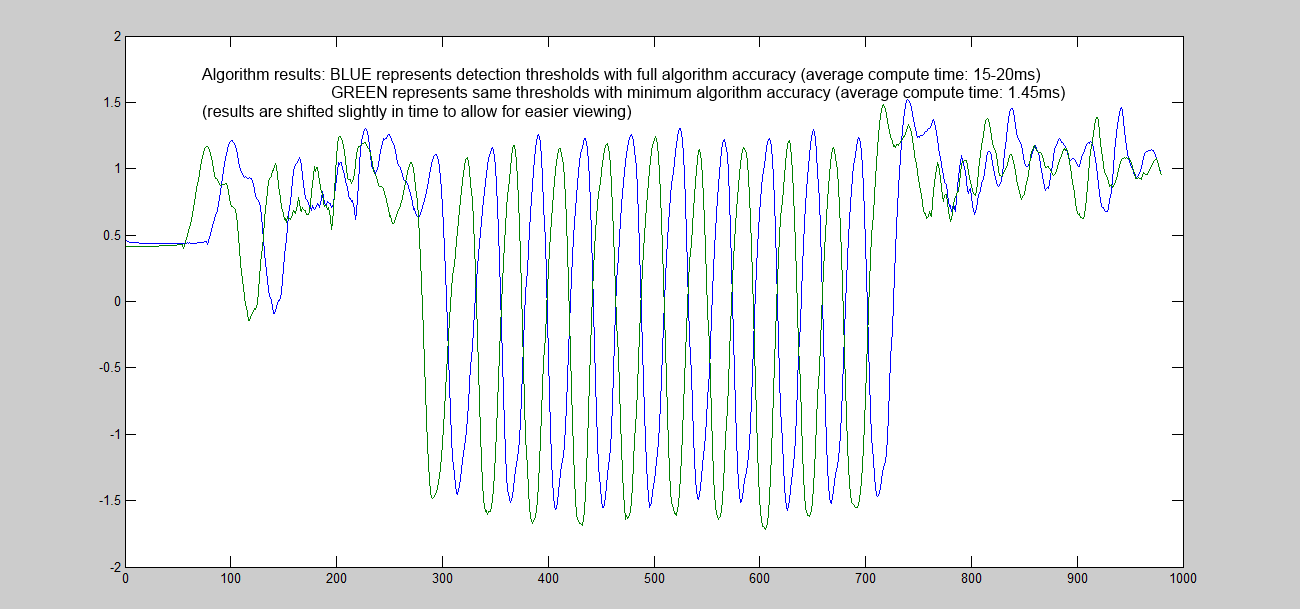 Algorithm results: BLUE represents detection thresholds with full algorithm accuracy (average compute time: 15-20ms)
GREEN represents same thresholds with minimum algorithm accuracy (average compute time: 1.45ms)
(results are shifted slightly in time to allow for easier viewing)
2
1.5
1
0.5
0
-0.5
-1
-1.5
-2
0 100 200 300 400 500 600 700 800 900 1000